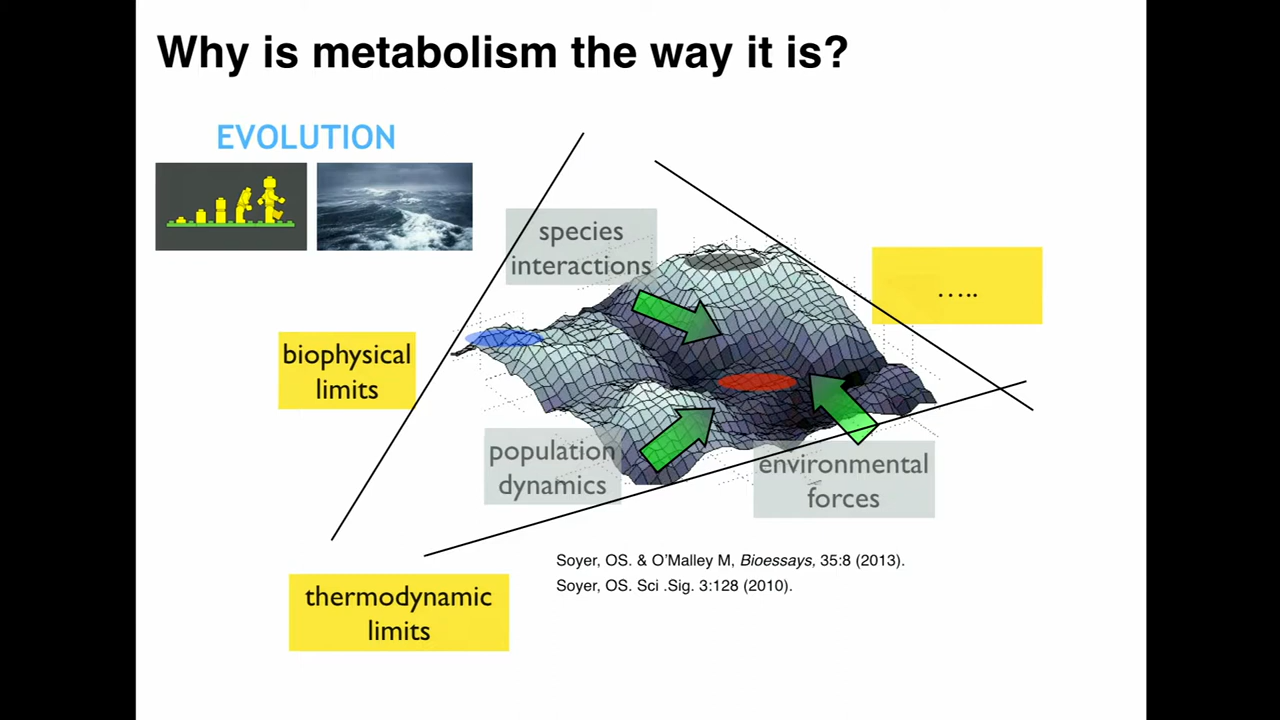 Why is metabolism the way it is?
EVOLUTION
species
interactions
…..
biophysical
limits
population
dynamics
environmental
forces
Soyer, OS. & O'Malley M, Bioessays, 35:8 (2013).
Soyer, OS. Sci .Sig. 3:128 (2010).
thermodynamic
limits